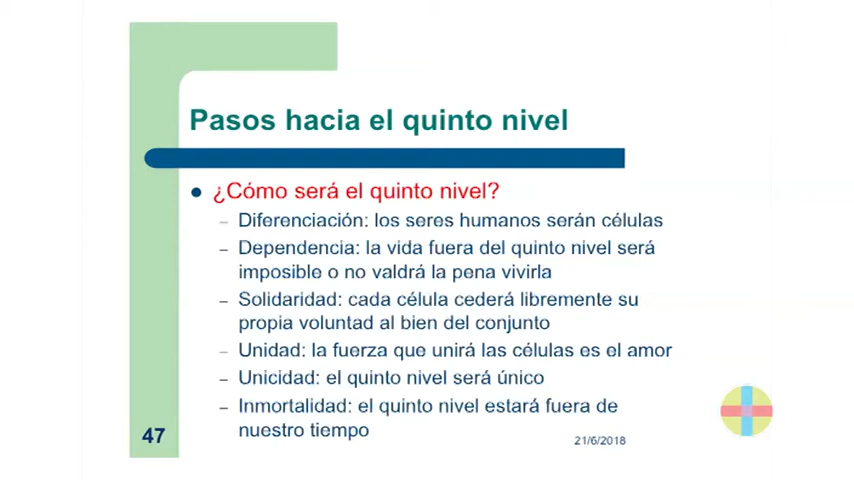 Pasos hacia el quinto nivel
¿Cómo será el quinto nivel?
– Diferenciación: los seres humanos serán células
– Dependencia: la vida fuera del quinto nivel será
imposible o no valdrá la pena vivirla
– Solidaridad: cada célula cederá libremente su
propia voluntad al bien del conjunto
– Unidad: la fuerza que unirá las células es el amor
– Unicidad: el quinto nivel será único
– Inmortalidad: el quinto nivel estará fuera de
nuestro tiempo
47
21/6/2018